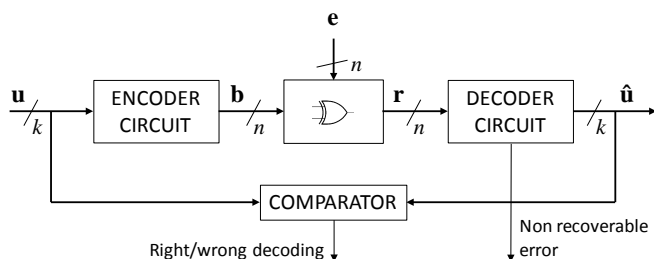 e
n
u
k
ENCODER
CIRCUIT
b
n
r
n
DECODER
CIRCUIT
û
k
COMPARATOR
Right/wrong decoding
Non recoverable
error